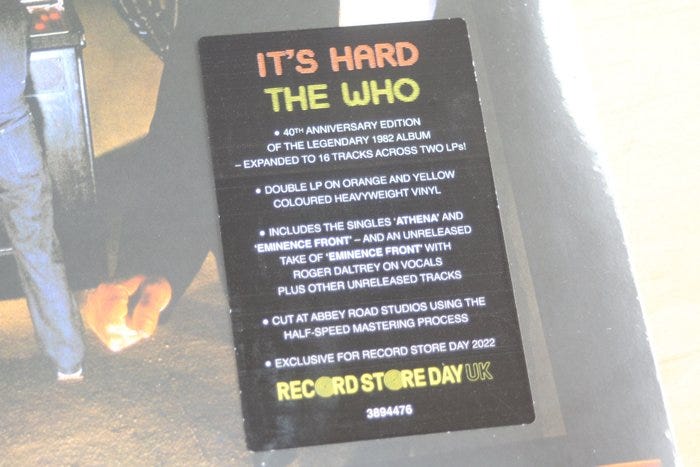 IT'S HARD
THE WHO
• 40TH ANNIVERSARY EDITION
OF THE LEGENDARY 1982 ALBUM
– EXPANDED TO 16 TRACKS ACROSS TWO LPs!
• DOUBLE LP ON ORANGE AND YELLOW
COLOURED HEAVYWEIGHT VINYL
• INCLUDES THE SINGLES 'ATHENA' AND
'EMINENCE FRONT' – AND AN UNRELEASED
TAKE OF 'EMINENCE FRONT' WITH
ROGER DALTREY ON VOCALS
PLUS OTHER UNRELEASED TRACKS
• CUT AT ABBEY ROAD STUDIOS USING THE
HALF-SPEED MASTERING PROCESS
• EXCLUSIVE FOR RECORD STORE DAY 2022
RECORD STORE DAY UK
3894476